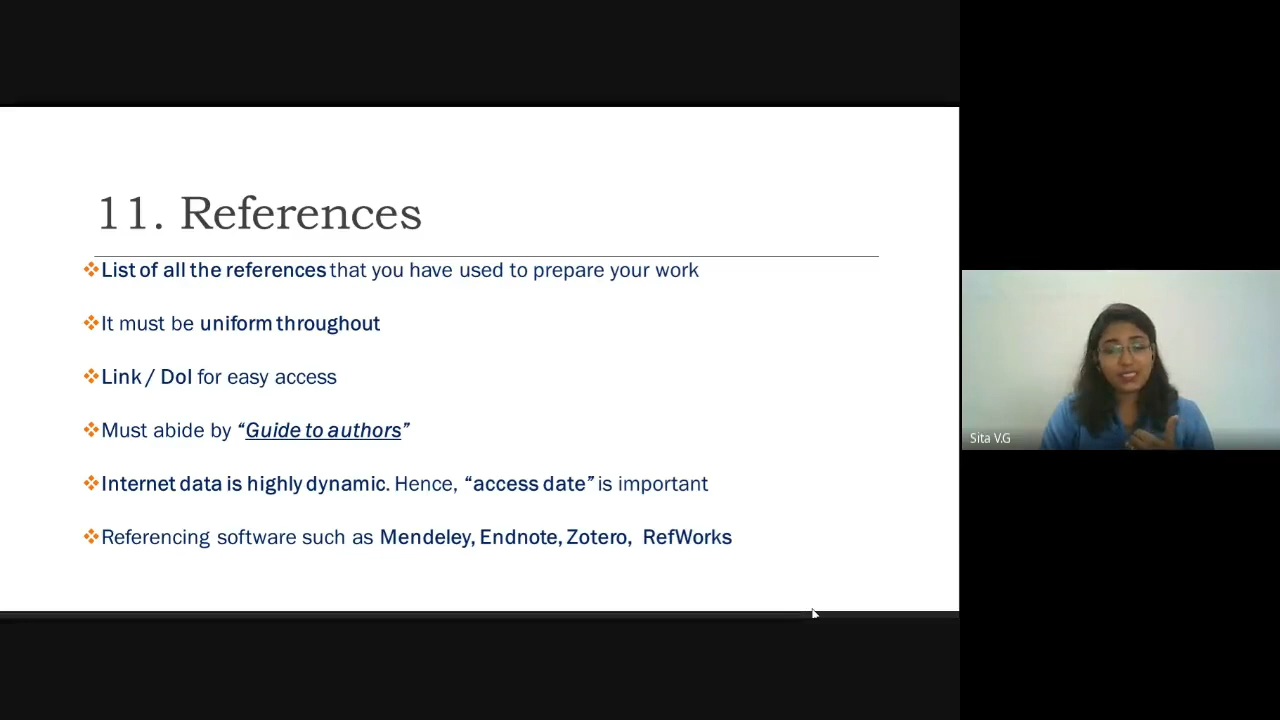 11. References
List of all the references that you have used to prepare your work
It must be uniform throughout
Link / DoI for easy access
Must abide by “Guide to authors”
Internet data is highly dynamic. Hence, “access date” is important
Referencing software such as Mendeley, Endnote, Zotero, RefWorks
Sita V.G